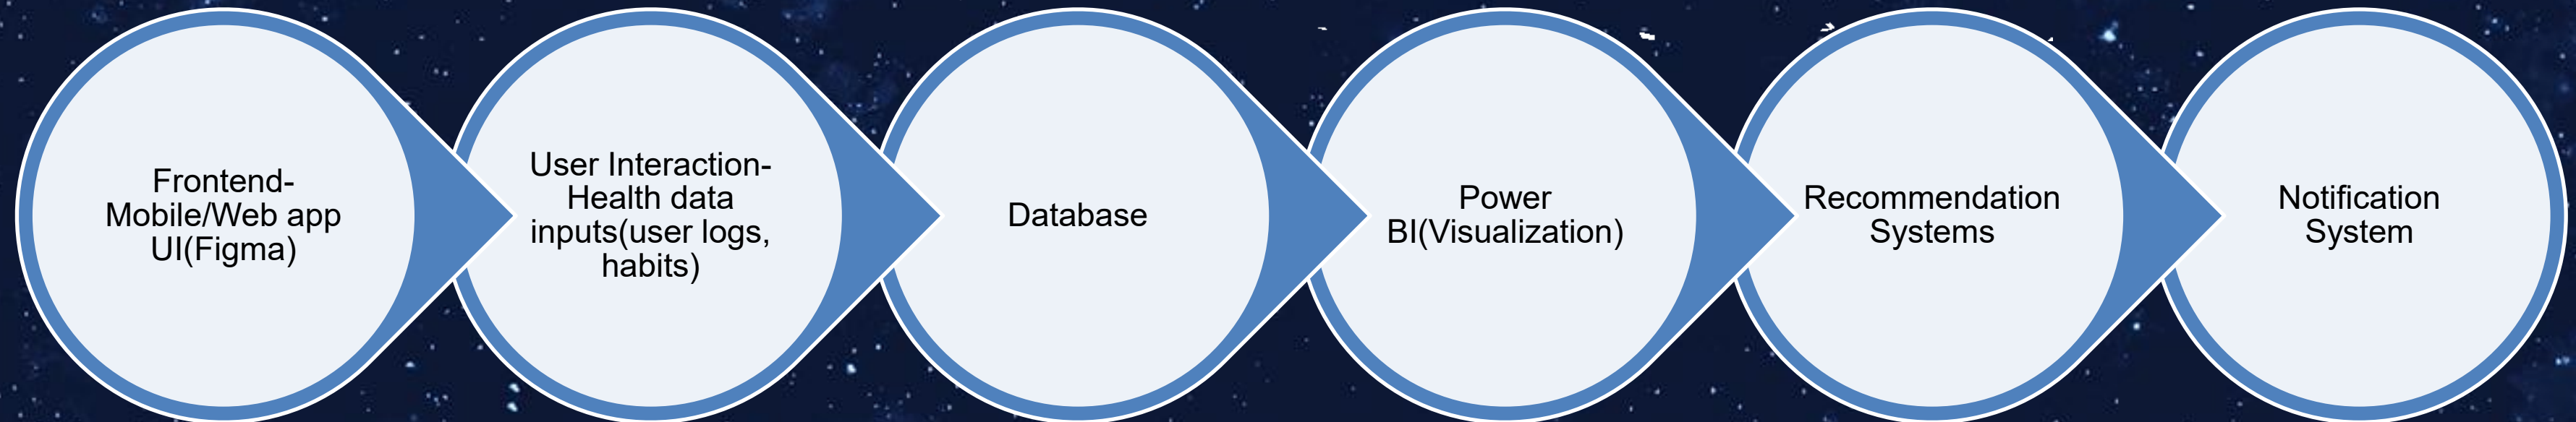 Frontend-
Mobile/Web app
UI(Figma)
User Interaction-
Health data
inputs(user logs,
habits)
Database
Power
BI(Visualization)
Recommendation
Systems
Notification
System